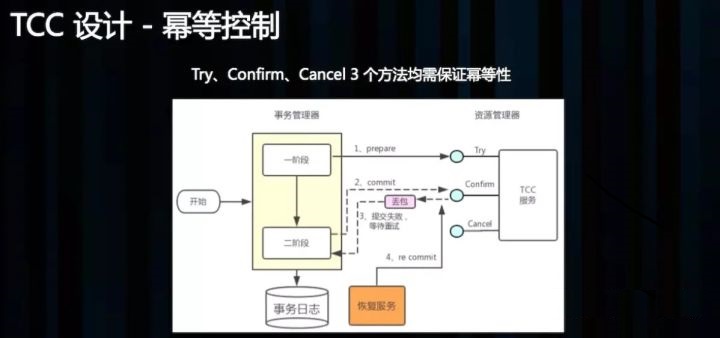 TCC 设计 - 幂等控制
Try、Confirm、Cancel 3 个方法均需保证幂等性
事务管理器
资源管理器
1、prepare
Try
一阶段
2、commit
Confirm
TCC
服务
开始
丢包
3、提交失败，
等待重试
Cancel
二阶段
4、re commit
事务日志
恢复服务